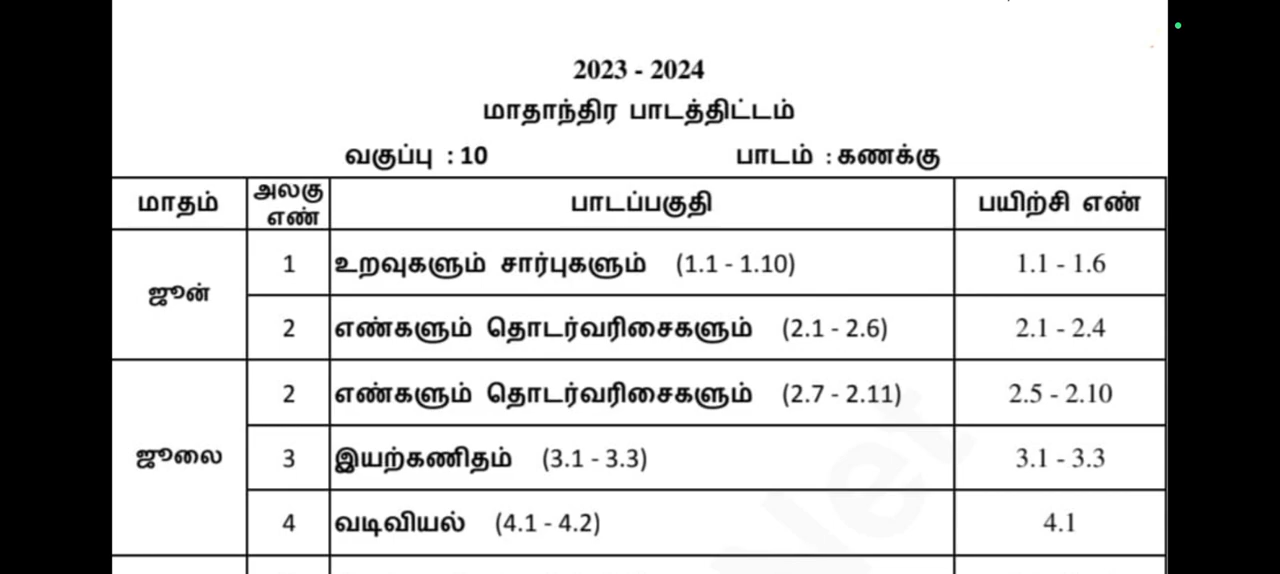 2023 - 2024
மாதாந்திர பாடத்திட்டம்
வகுப்பு : 10 பாடம் : கணக்கு
மாதம் அலகு எண் பாடப்பகுதி பயிற்சி எண்
ஜூன் 1 உறவுகளும் சார்புகளும் (1.1 - 1.10) 1.1 - 1.6
2 எண்களும் தொடர்வரிசைகளும் (2.1 - 2.6) 2.1 - 2.4
ஜூலை 2 எண்களும் தொடர்வரிசைகளும் (2.7 - 2.11) 2.5 - 2.10
3 இயற்கணிதம் (3.1 - 3.3) 3.1 - 3.3
4 வடிவியல் (4.1 - 4.2) 4.1